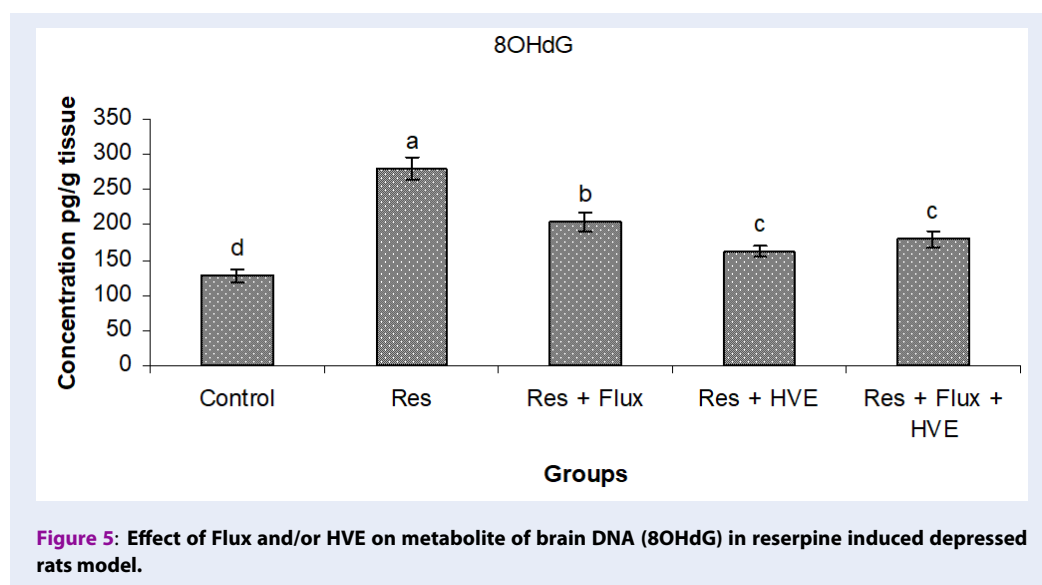 8OHdG
Concentration pg/g tissue
350
300
250
200
150
100
50
0
d
a
b
c
c
Control
Res
Res + Flux
Res + HVE
Res + Flux +
HVE
Groups
Figure 5: Effect of Flux and/or HVE on metabolite of brain DNA (8OHdG) in reserpine induced depressed
rats model.